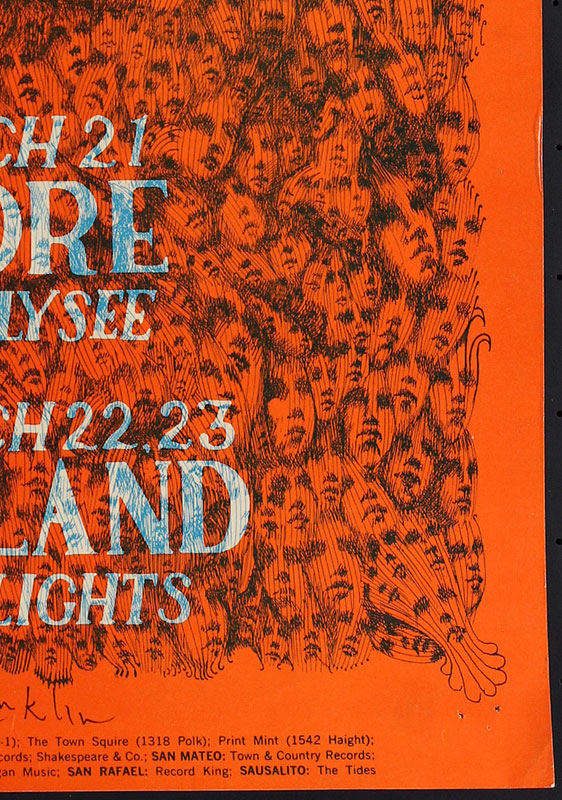 CH 21
ORE
LYSEE
CH 22.23
LAND
LIGHTS
nklin
-1); The Town Squire (1318 Polk); Print Mint (1542 Haight);
cords; Shakespeare & Co.; SAN MATEO: Town & Country Records;
gan Music; SAN RAFAEL: Record King; SAUSALITO: The Tides